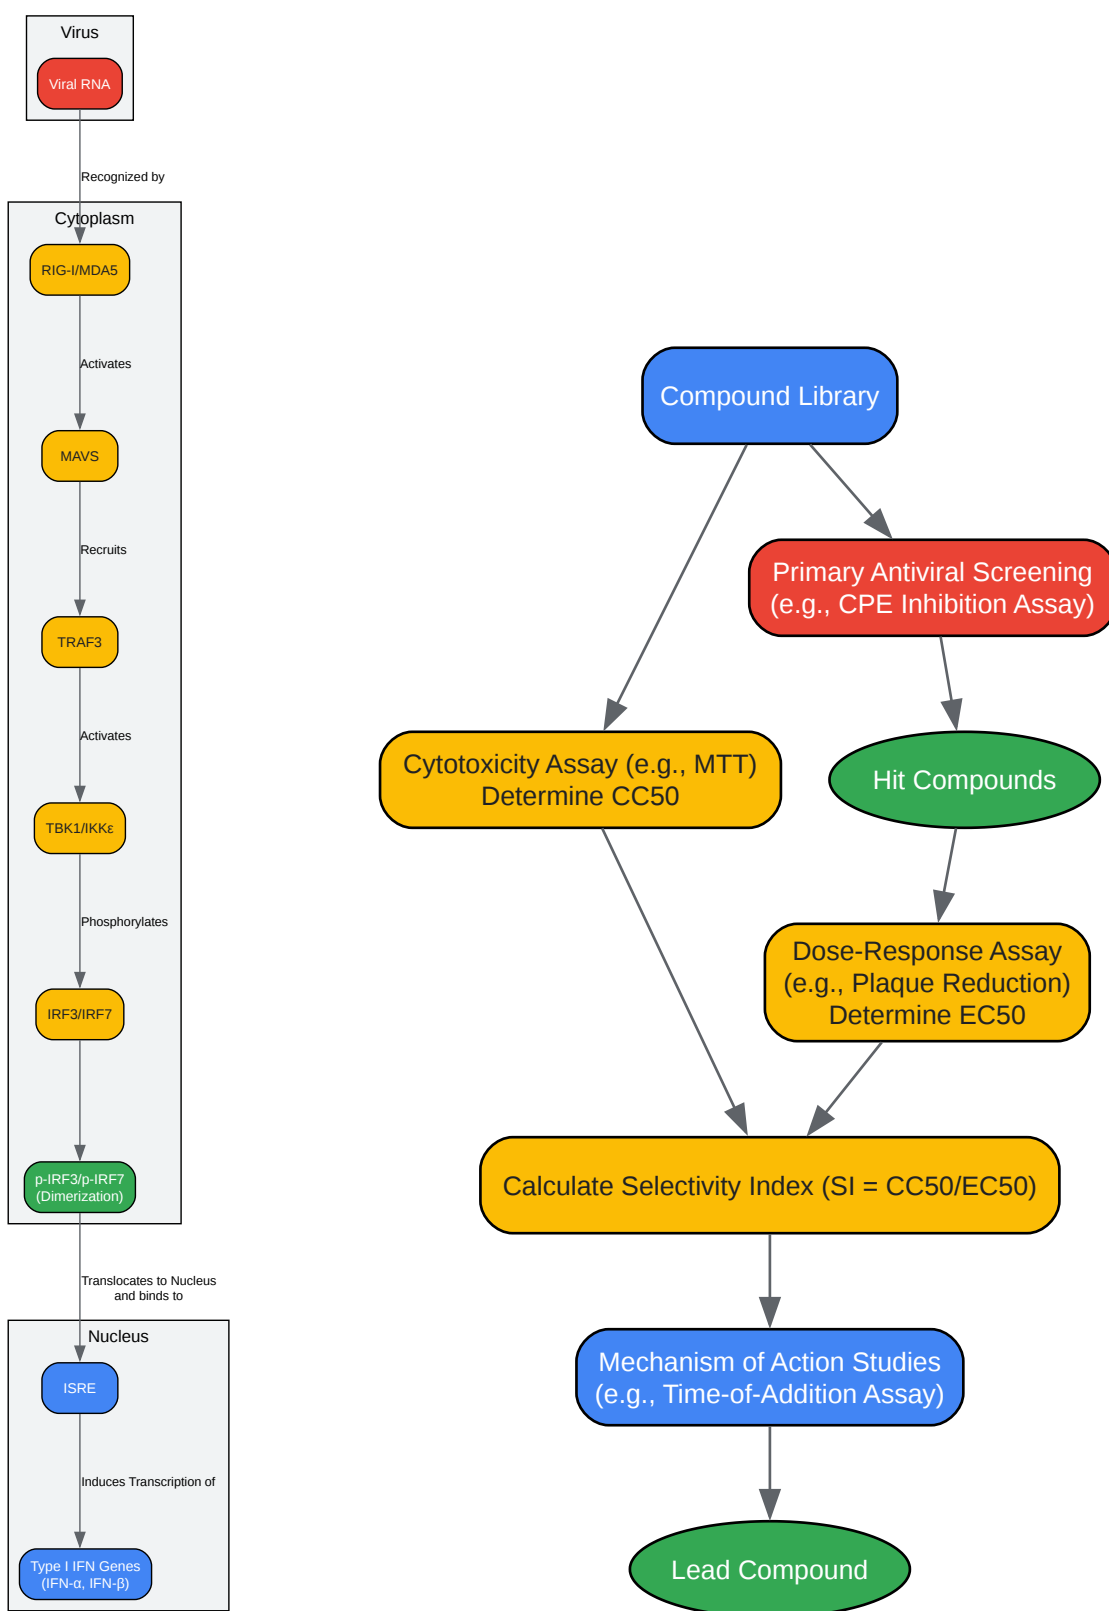 Virus
Viral RNA
Recognized by
Cytoplasm
RIG-I/MDA5
Activates
MAVS
Recruits
TRAF3
Activates
TBK1/IKKε
Phosphorylates
IRF3/IRF7
p-IRF3/p-IRF7
(Dimerization)
Translocates to Nucleus
and binds to
Nucleus
ISRE
Induces Transcription of
Type I IFN Genes
(IFN-α, IFN-β)
Compound Library
Primary Antiviral Screening
(e.g., CPE Inhibition Assay)
Cytotoxicity Assay (e.g., MTT)
Determine CC50
Hit Compounds
Dose-Response Assay
(e.g., Plaque Reduction)
Determine EC50
Calculate Selectivity Index (SI = CC50/EC50)
Mechanism of Action Studies
(e.g., Time-of-Addition Assay)
Lead Compound